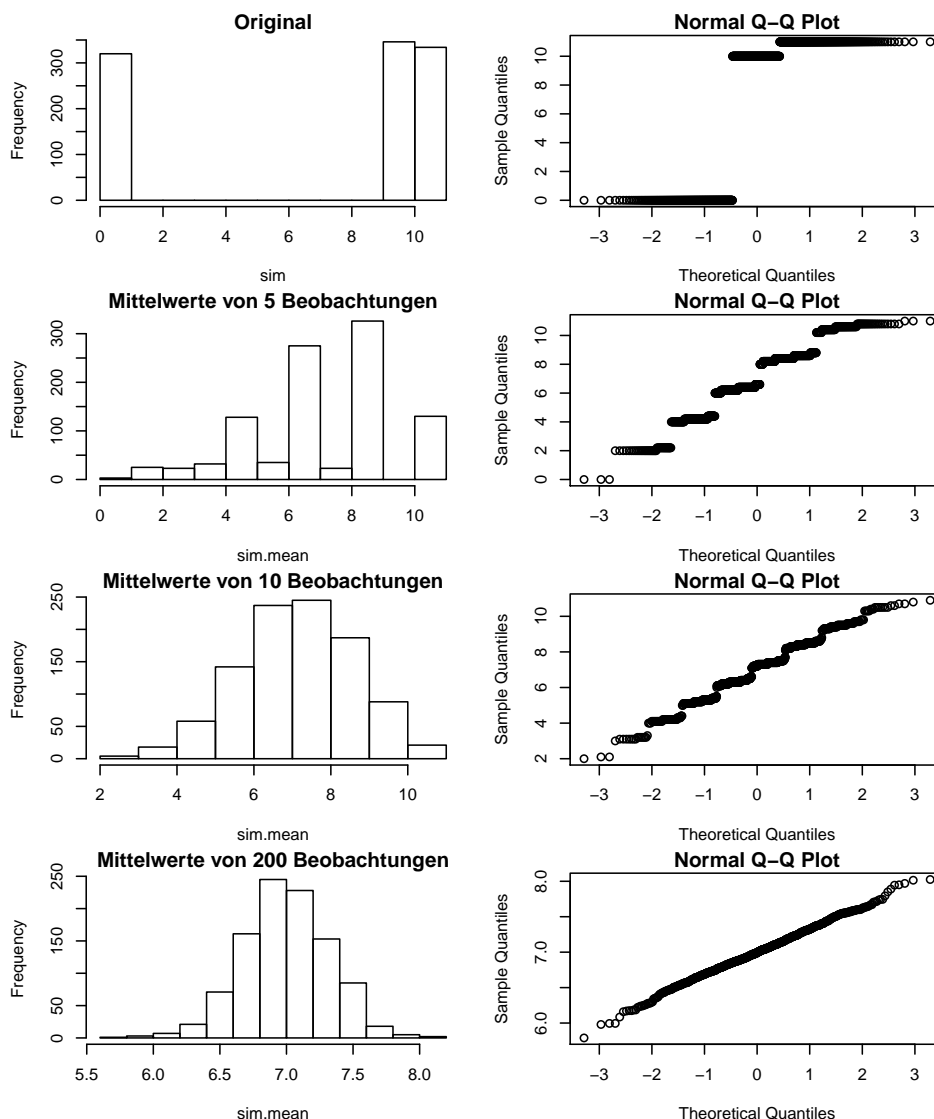 Original
Frequency
0 100 300
0 2 4 6 8 10
sim
Normal Q−Q Plot
Sample Quantiles
0 2 4 6 8 10
−3 −2 −1 0 1 2 3
Theoretical Quantiles
Mittelwerte von 5 Beobachtungen
Frequency
0 100 300
0 2 4 6 8 10
sim.mean
Normal Q−Q Plot
Sample Quantiles
0 2 4 6 8 10
−3 −2 −1 0 1 2 3
Theoretical Quantiles
Mittelwerte von 10 Beobachtungen
Frequency
0 50 150 250
2 4 6 8 10
sim.mean
Normal Q−Q Plot
Sample Quantiles
2 4 6 8 10
−3 −2 −1 0 1 2 3
Theoretical Quantiles
Mittelwerte von 200 Beobachtungen
Frequency
0 50 150 250
5.5 6.0 6.5 7.0 7.5 8.0
sim.mean
Normal Q−Q Plot
Sample Quantiles
6.0 7.0 8.0
−3 −2 −1 0 1 2 3
Theoretical Quantiles